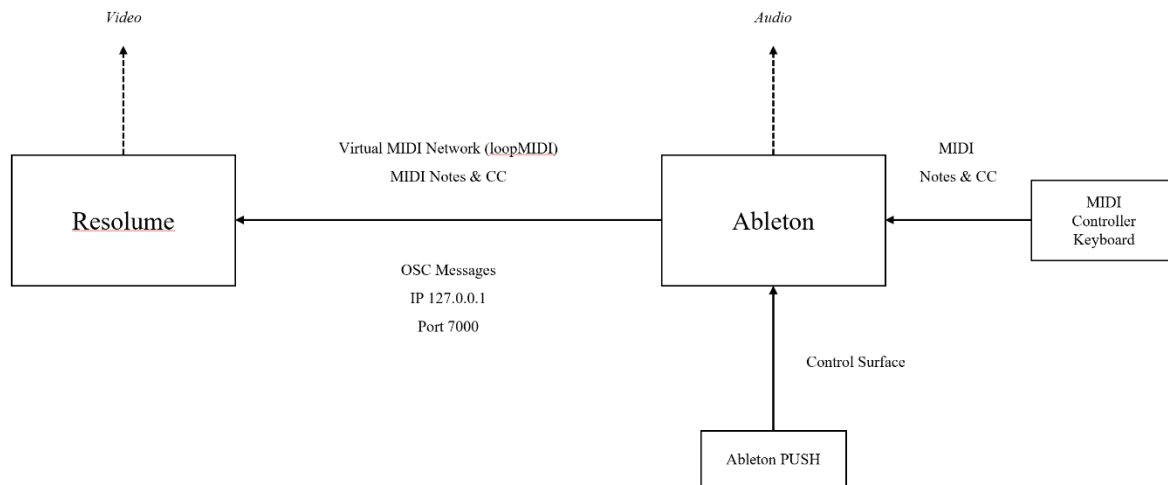 Video
Audio
Virtual MIDI Network (loopMIDI)
MIDI Notes & CC
MIDI
Notes & CC
Resolume
Ableton
MIDI
Controller
Keyboard
OSC Messages
IP 127.0.0.1
Port 7000
Control Surface
Ableton PUSH